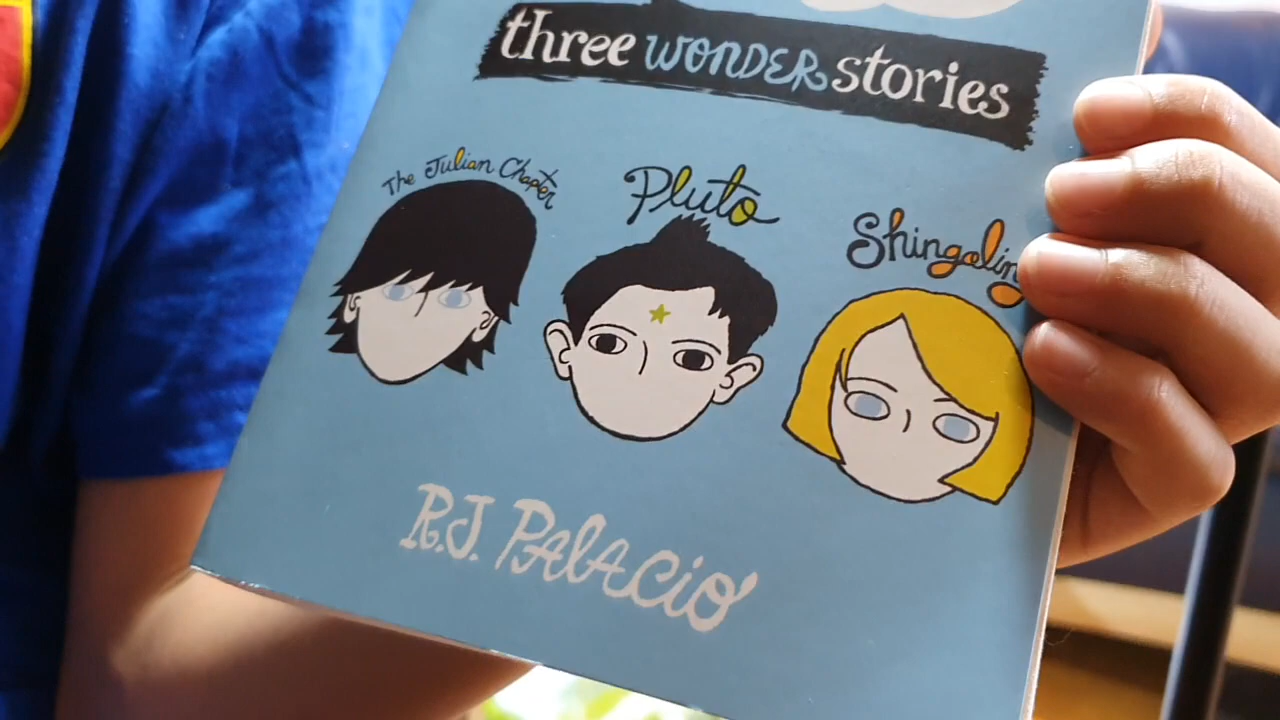 three WONDER stories
The Julian Chapter
Pluto
Shingaling
R.J. PALACIO